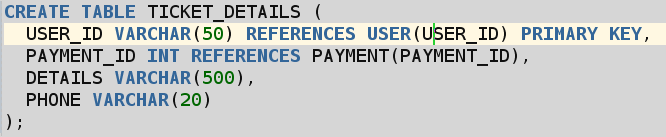 CREATE TABLE TICKET_DETAILS (
USER_ID VARCHAR(50) REFERENCES USER(USER_ID) PRIMARY KEY,
PAYMENT_ID INT REFERENCES PAYMENT(PAYMENT_ID),
DETAILS VARCHAR(500),
PHONE VARCHAR(20)
);